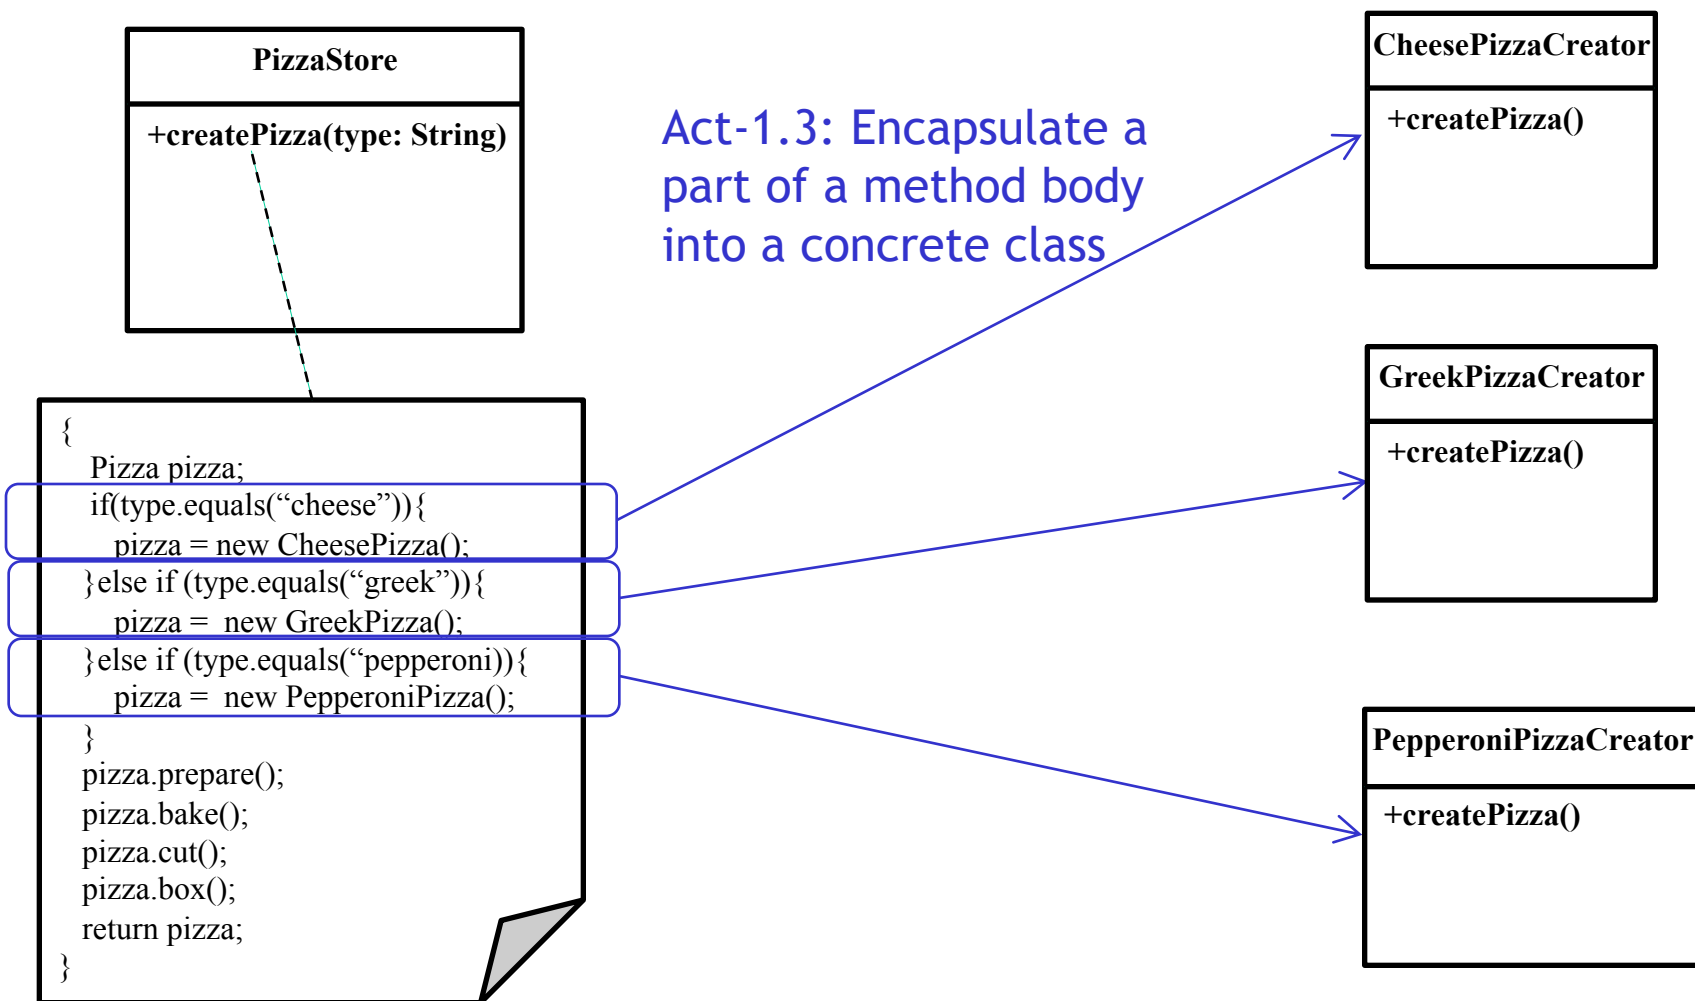 PizzaStore
+createPizza(type: String)
Act-1.3: Encapsulate a
part of a method body
into a concrete class
CheesePizzaCreator
+createPizza()
GreekPizzaCreator
+createPizza()
PepperoniPizzaCreator
+createPizza()
{
Pizza pizza;
if(type.equals(“cheese”)){
pizza = new CheesePizza();
}else if (type.equals(“greek”)){
pizza =  new GreekPizza();
}else if (type.equals(“pepperoni)){
pizza =  new PepperoniPizza();
}
pizza.prepare();
pizza.bake();
pizza.cut();
pizza.box();
return pizza;
}